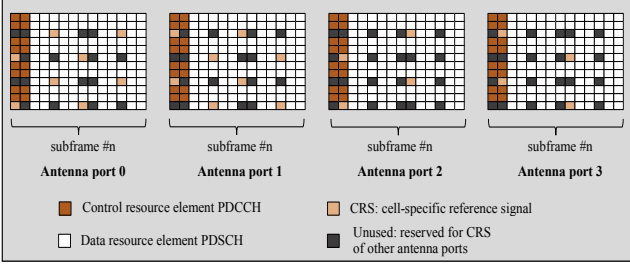 subframe #n
subframe #n
subframe #n
subframe #n
Antenna port 0
Antenna port 1
Antenna port 2
Antenna port 3
Control resource element PDCCH
CRS: cell-specific reference signal
Data resource element PDSCH
Unused: reserved for CRS
of other antenna ports